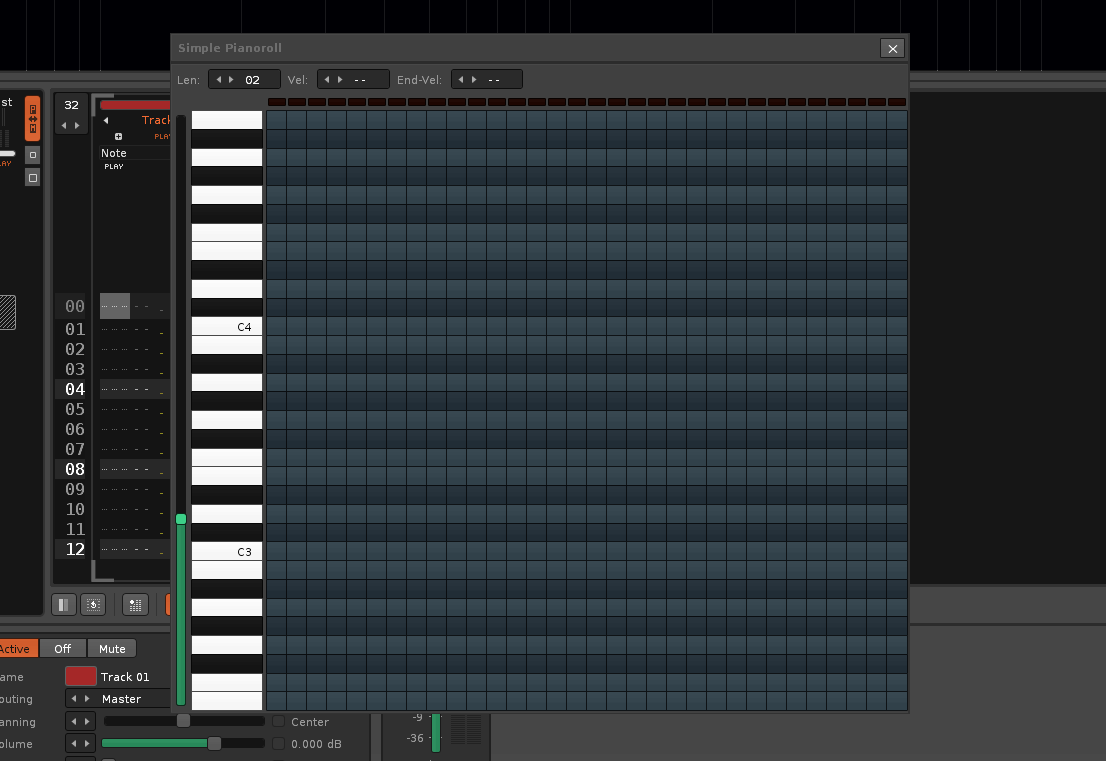 Simple Pianoroll
Len: 02 Vel: -- End-Vel: --
st
32
Track
PLA
Note
PLAY
AY
C4
C3
00
01
02
03
04
05
06
07
08
09
10
11
12
Active Off Mute
ame Track 01
outing Master
anning Center
olume 0.000 dB
-9
-36